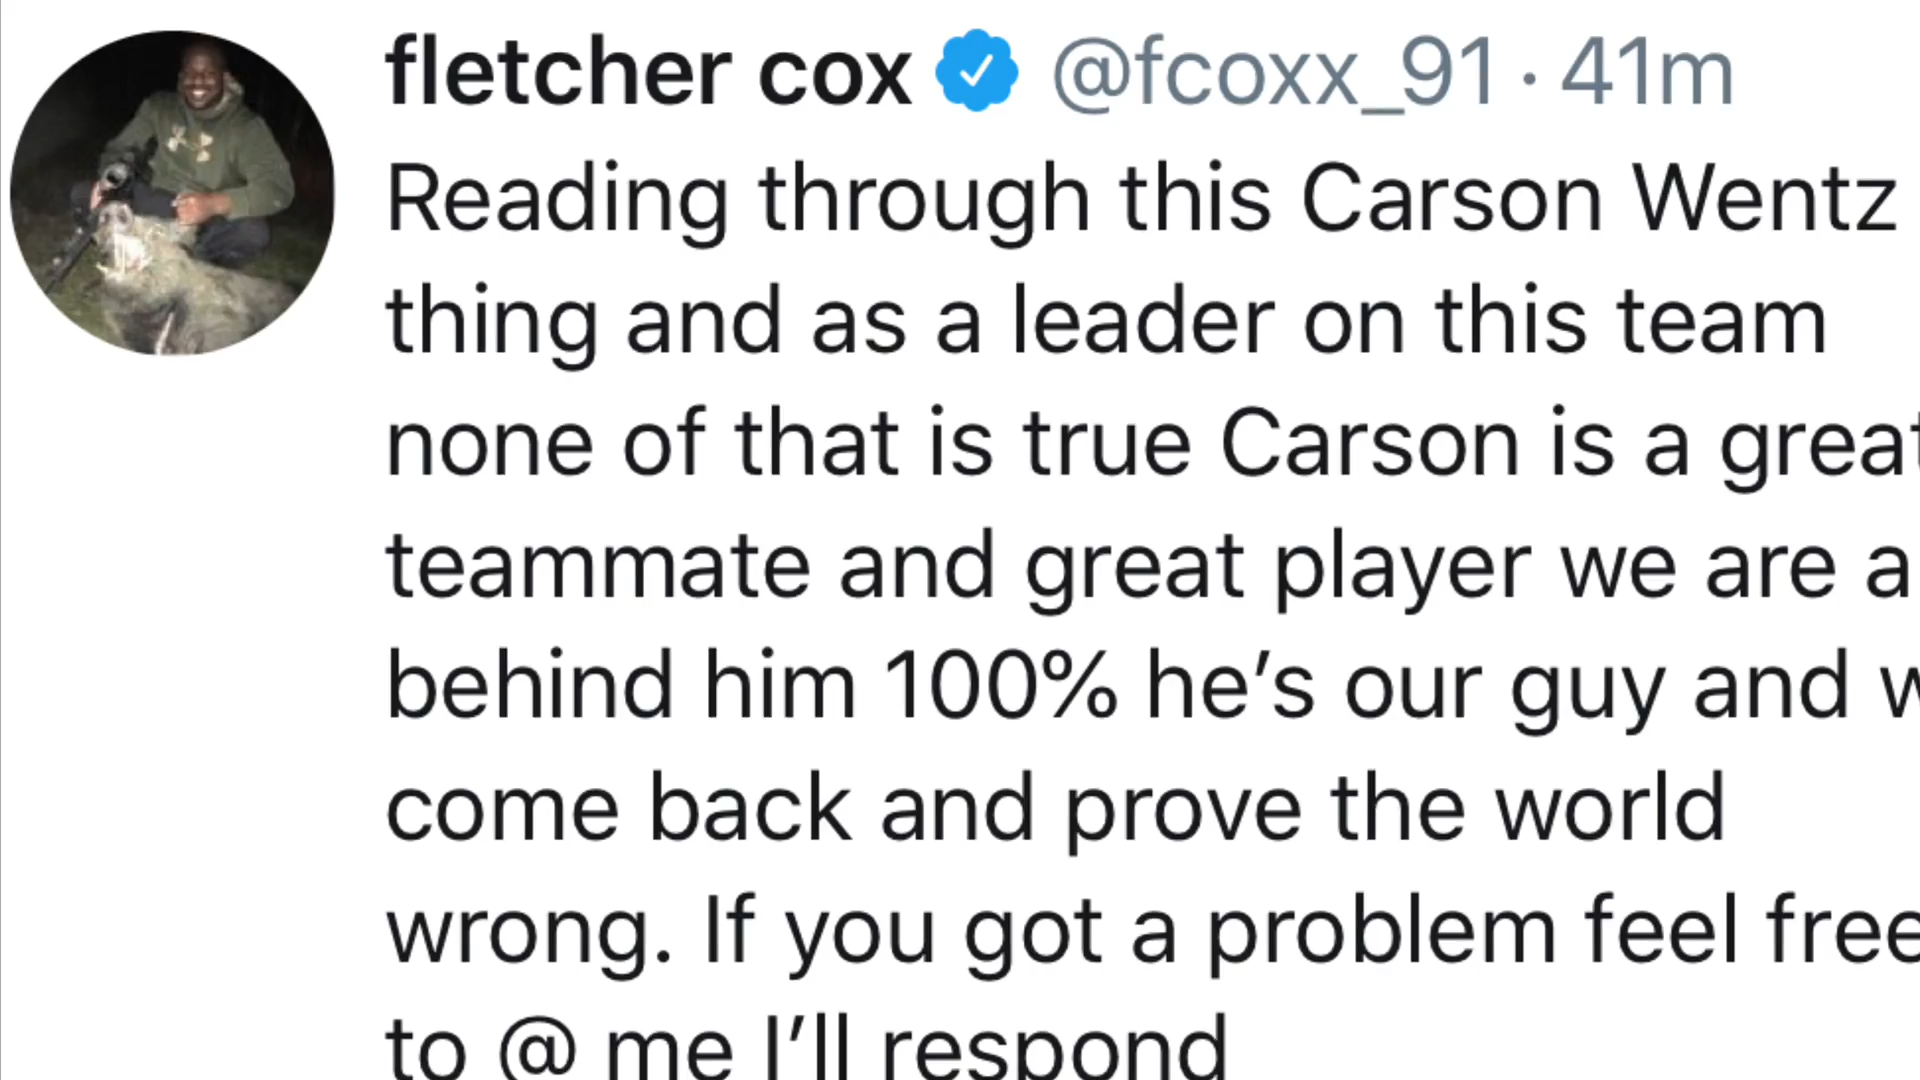 fletcher cox @fcoxx_91 · 41m
Reading through this Carson Wentz
thing and as a leader on this team
none of that is true Carson is a great
teammate and great player we are a
behind him 100% he’s our guy and w
come back and prove the world
wrong. If you got a problem feel free
to @ me I’ll respond